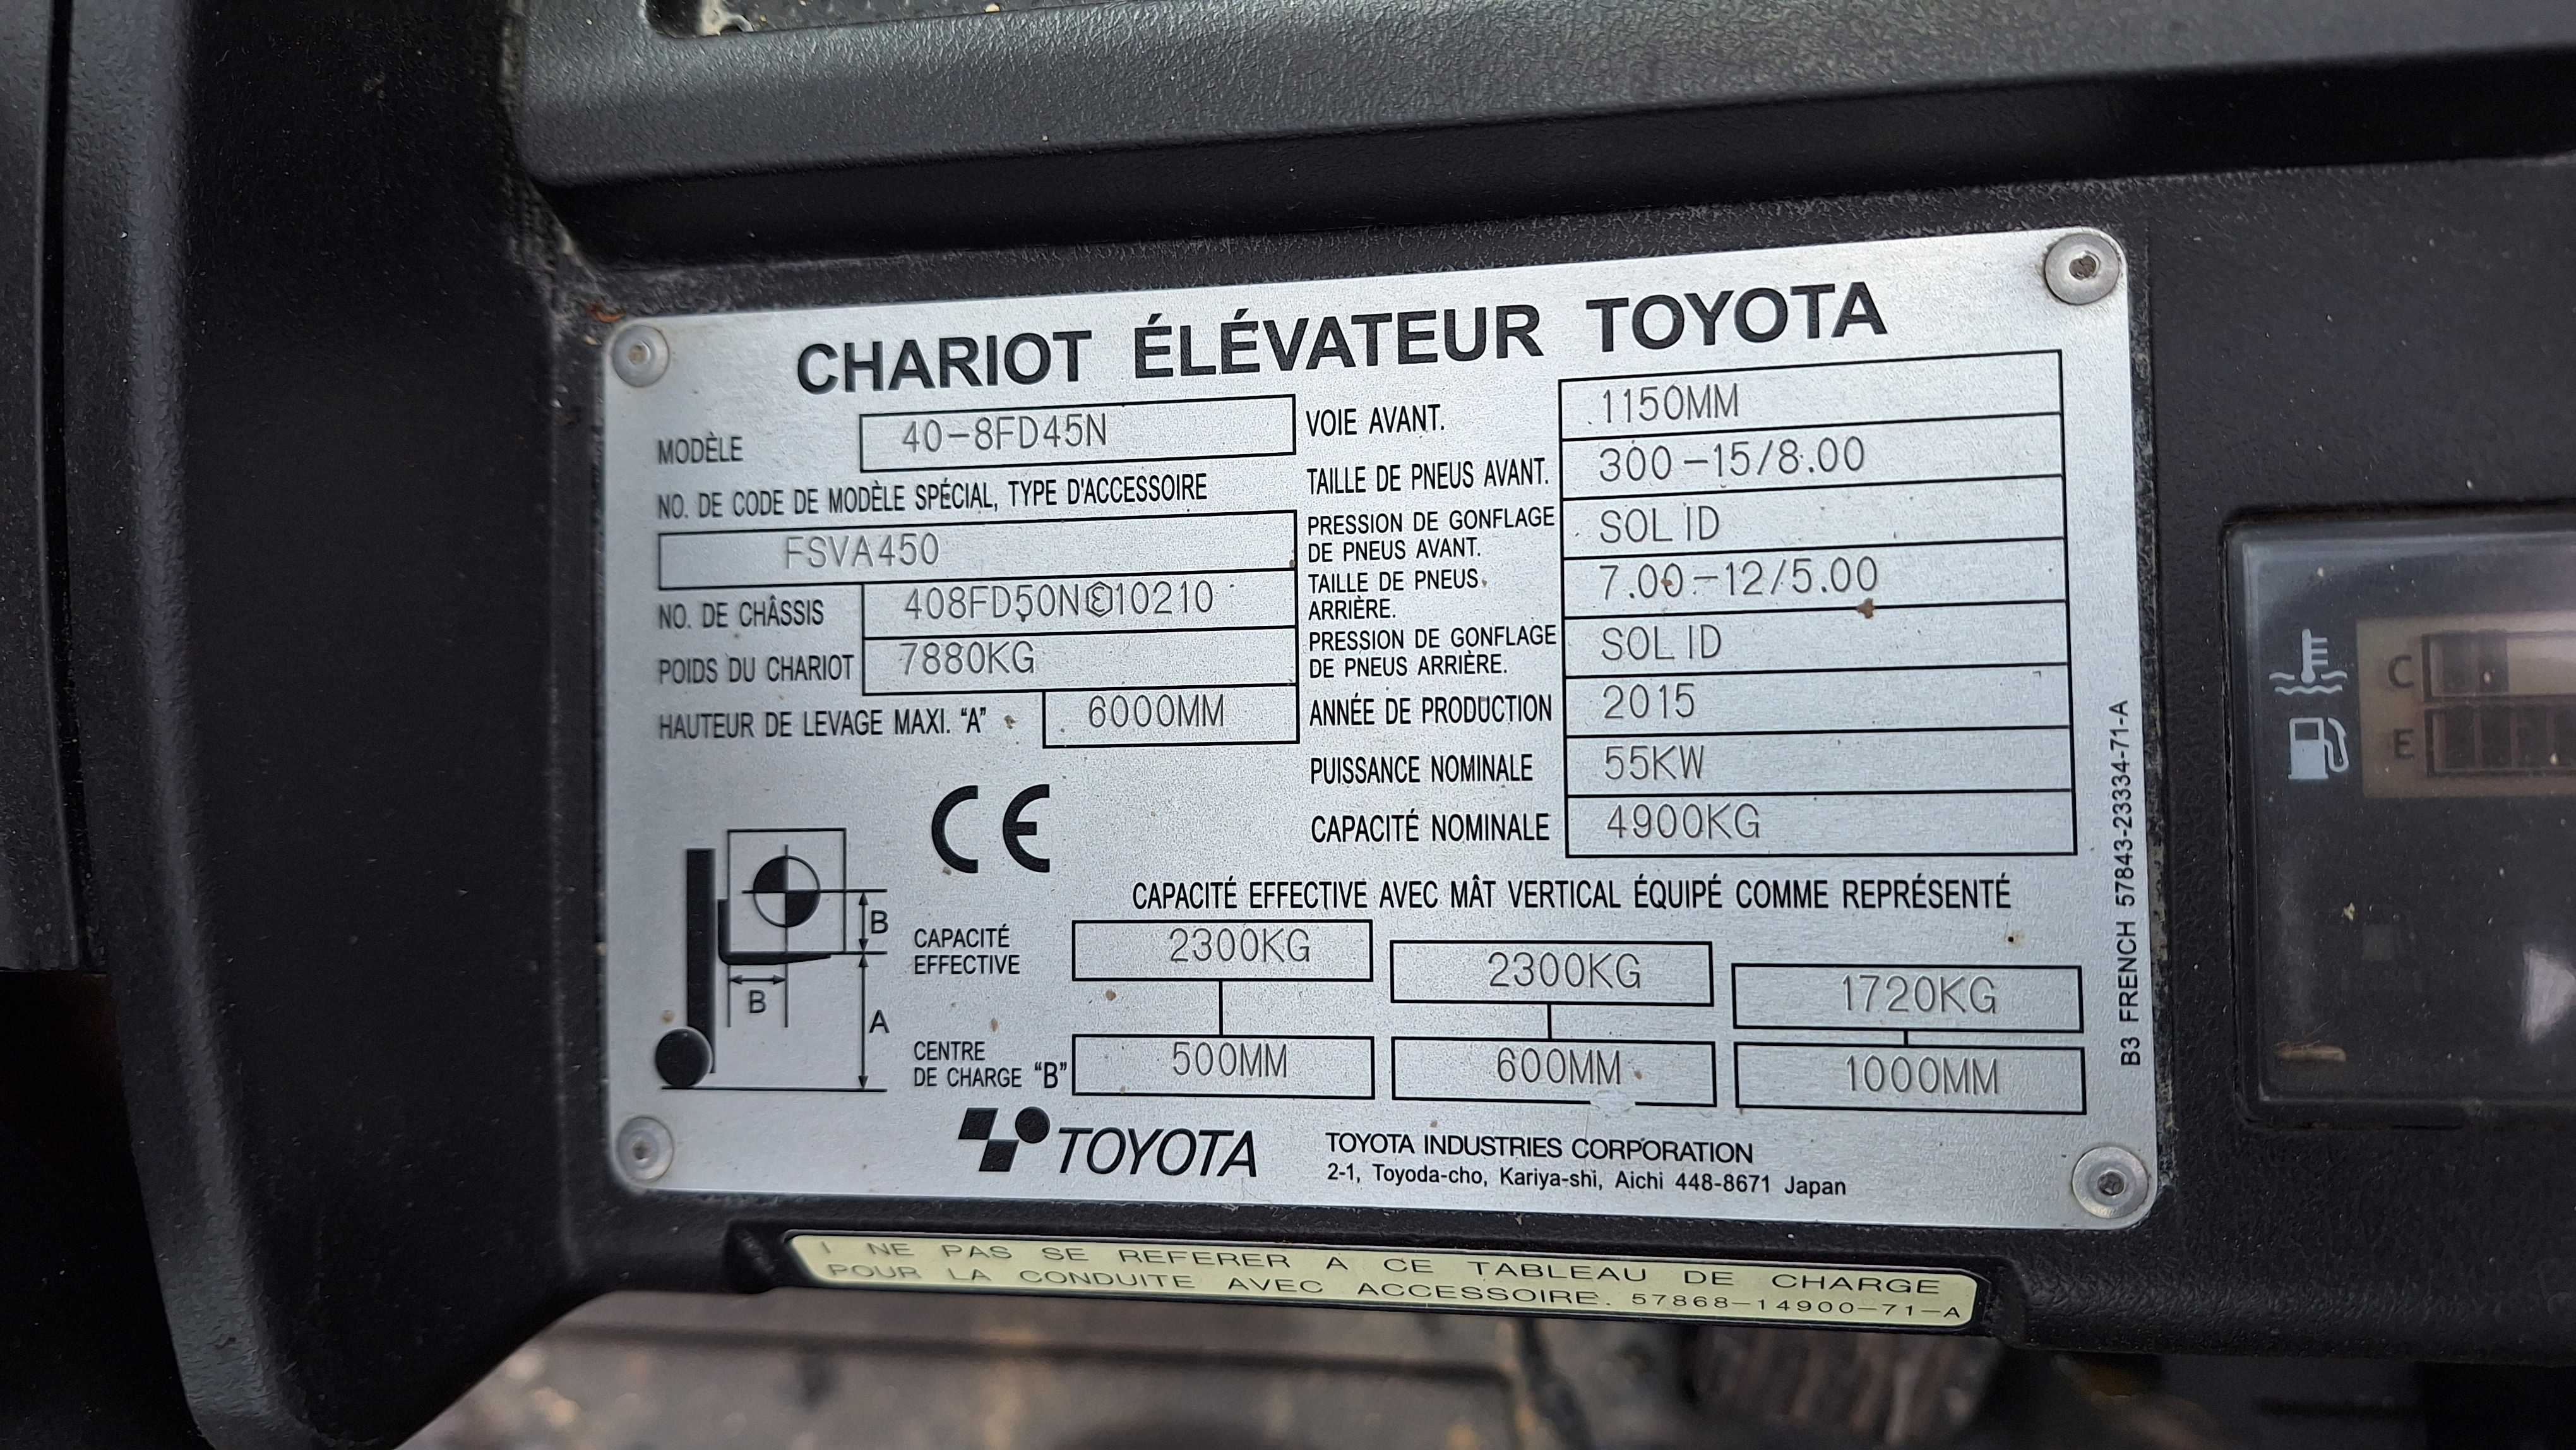 CHARIOT ÉLÉVATEUR TOYOTA
MODÈLE 40-8FD45N
NO. DE CODE DE MODÈLE SPÉCIAL, TYPE D'ACCESSOIRE
FSVA450
NO. DE CHÂSSIS 408FD50NⒺ10210
POIDS DU CHARIOT 7880KG
HAUTEUR DE LEVAGE MAXI. "A" 6000MM
VOIE AVANT. 1150MM
TAILLE DE PNEUS AVANT. 300-15/8.00
PRESSION DE GONFLAGE
DE PNEUS AVANT. SOLID
TAILLE DE PNEUS
ARRIÈRE. 7.00-12/5.00
PRESSION DE GONFLAGE
DE PNEUS ARRIÈRE. SOLID
ANNÉE DE PRODUCTION 2015
PUISSANCE NOMINALE 55KW
CAPACITÉ NOMINALE 4900KG
CE
B
B
A
CAPACITÉ EFFECTIVE AVEC MÂT VERTICAL ÉQUIPÉ COMME REPRÉSENTÉ
CAPACITÉ
EFFECTIVE
2300KG 2300KG 1720KG
CENTRE
DE CHARGE "B"
500MM 600MM 1000MM
TOYOTA
TOYOTA INDUSTRIES CORPORATION
2-1, Toyoda-cho, Kariya-shi, Aichi 448-8671 Japan
B3 FRENCH 57843-23334-71-A
! NE PAS SE REFERER A CE TABLEAU DE CHARGE
POUR LA CONDUITE AVEC ACCESSOIRE. 57868-14900-71-A
C
E